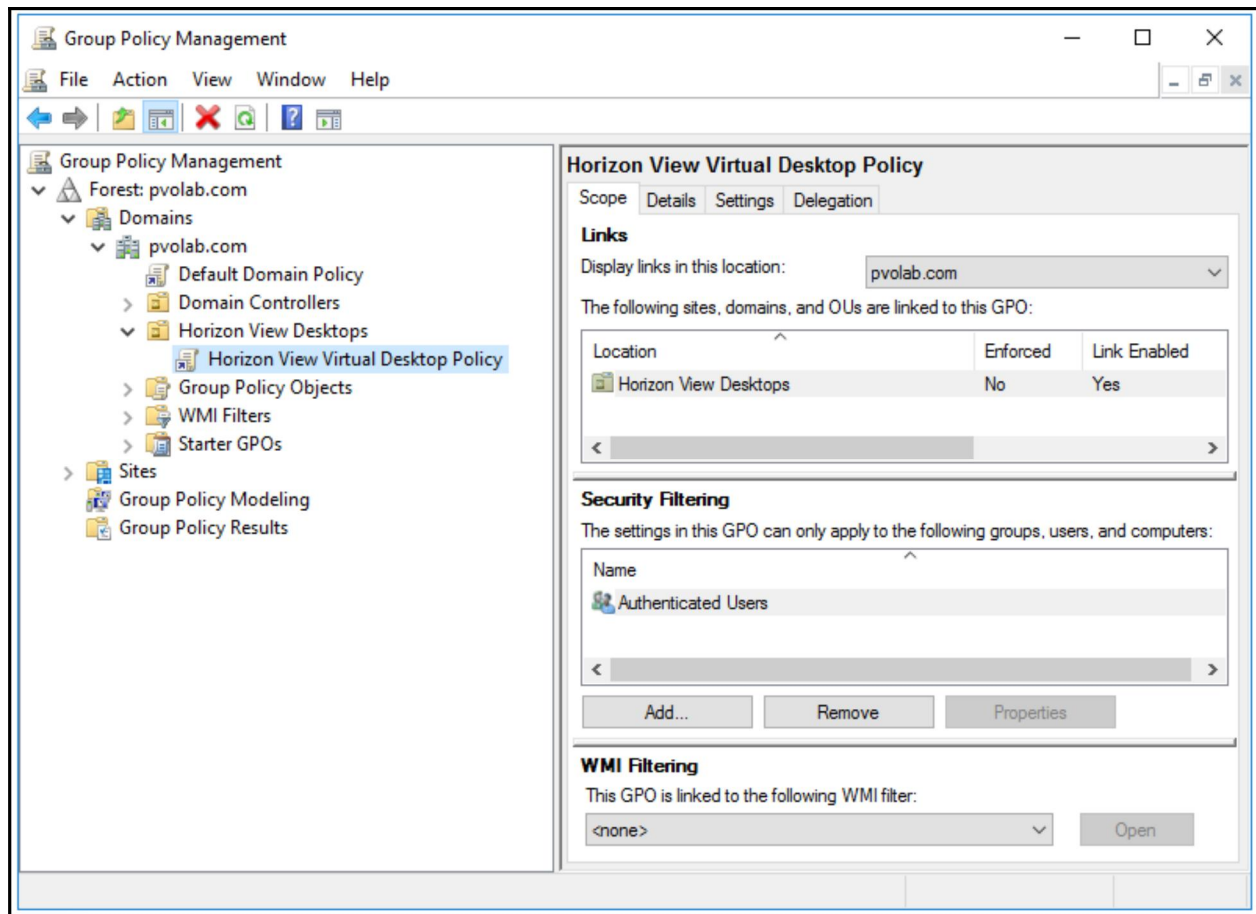 Group Policy Management
File Action View Window Help
Group Policy Management
Forest: pvolab.com
Domains
pvolab.com
Default Domain Policy
Domain Controllers
Horizon View Desktops
Horizon View Virtual Desktop Policy
Group Policy Objects
WMI Filters
Starter GPOs
Sites
Group Policy Modeling
Group Policy Results
Horizon View Virtual Desktop Policy
Scope Details Settings Delegation
Links
Display links in this location: pvolab.com
The following sites, domains, and OUs are linked to this GPO:
Location Enforced Link Enabled
Horizon View Desktops No Yes
Security Filtering
The settings in this GPO can only apply to the following groups, users, and computers:
Name
Authenticated Users
Add... Remove Properties
WMI Filtering
This GPO is linked to the following WMI filter:
<none> Open